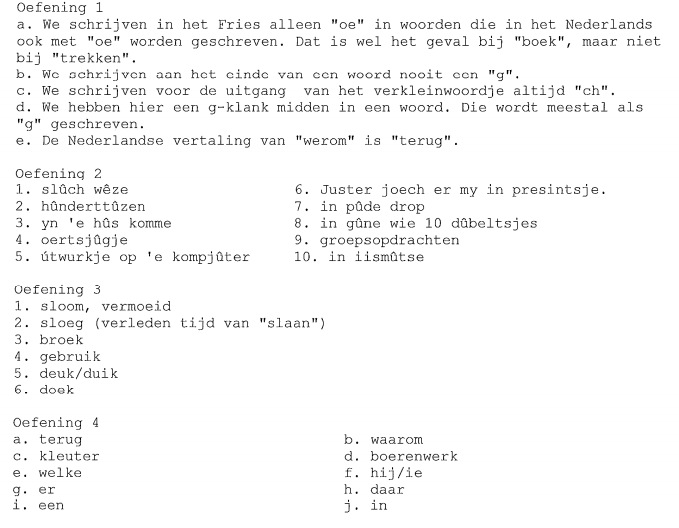 Oefening 1
a. We schrijven in het Fries alleen "oe" in woorden die in het Nederlands
ook met "oe" worden geschreven. Dat is wel het geval bij "boek", maar niet
bij "trekken".
b. We schrijven aan het einde van een woord nooit een "g".
c. We schrijven voor de uitgang van het verkleinwoordje altijd "ch".
d. We hebben hier een g-klank midden in een woord. Die wordt meestal als
"g" geschreven.
e. De Nederlandse vertaling van "werom" is "terug".
Oefening 2
1. slûch wêze
2. hûnderttûzen
3. yn 'e hûs komme
4. oertsjûgje
5. útwurkje op 'e kompjûter
6. Juster joech er my in presintsje.
7. in pûde drop
8. in gûne wie 10 dûbeltsjes
9. groepsopdrachten
10. in iismûtse
Oefening 3
1. sloom, vermoeid
2. sloeg (verleden tijd van "slaan")
3. broek
4. gebruik
5. deuk/duik
6. doek
Oefening 4
a. terug
b. waarom
c. kleuter
d. boerenwerk
e. welke
f. hij/ie
g. er
h. daar
i. een
j. in